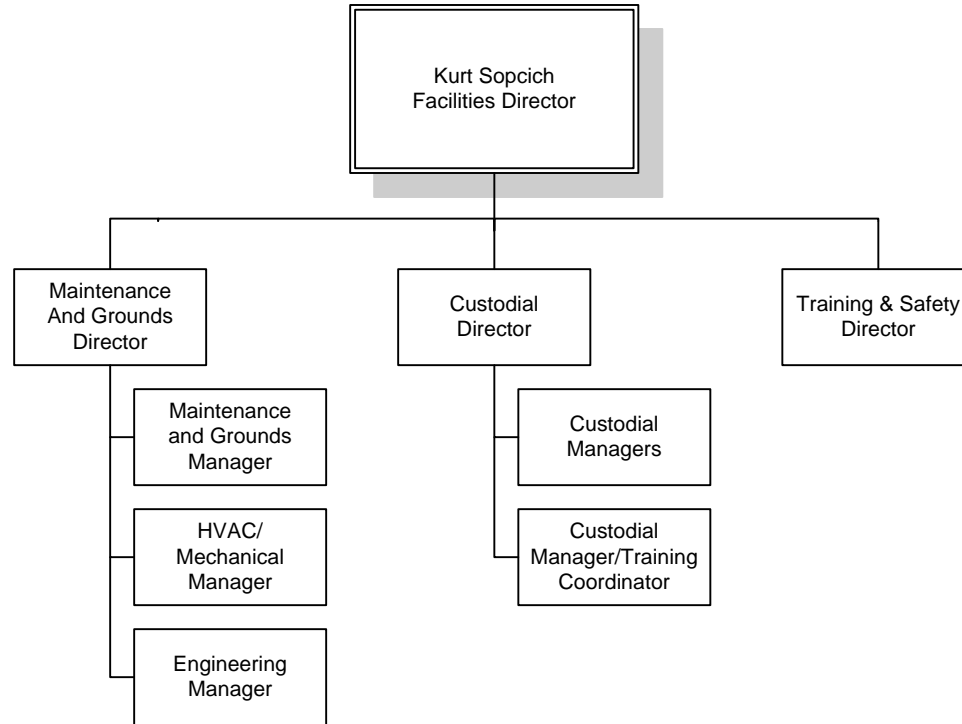 Kurt Sopcich
Facilities Director
Maintenance
And Grounds
Director
Custodial
Director
Training & Safety
Director
Maintenance
and Grounds
Manager
Custodial
Managers
HVAC/
Mechanical
Manager
Custodial
Manager/Training
Coordinator
Engineering
Manager